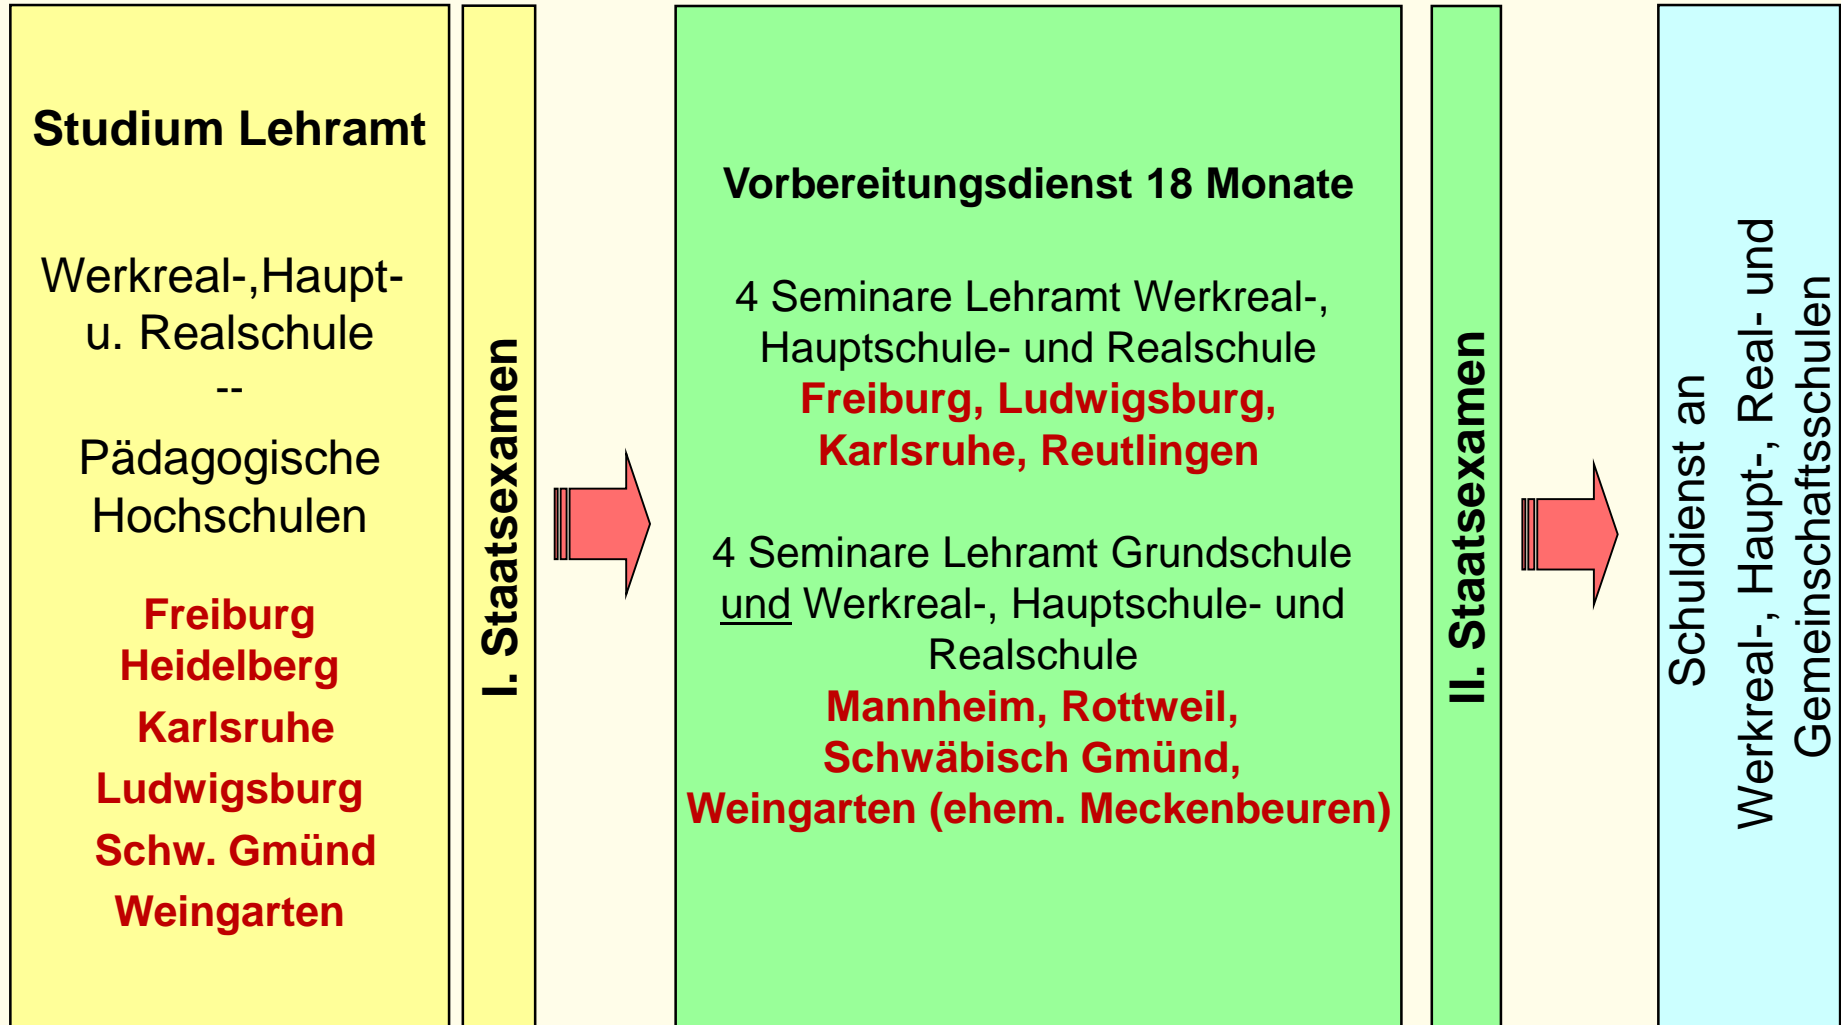 Studium Lehramt
Werkreal-,Haupt-
u. Realschule
--
Pädagogische
Hochschulen
Freiburg
Heidelberg
Karlsruhe
Ludwigsburg
Schw. Gmünd
Weingarten
I. Staatsexamen
Vorbereitungsdienst 18 Monate
4 Seminare Lehramt Werkreal-,
Hauptschule- und Realschule
Freiburg, Ludwigsburg,
Karlsruhe, Reutlingen
4 Seminare Lehramt Grundschule
und Werkreal-, Hauptschule- und
Realschule
Mannheim, Rottweil,
Schwäbisch Gmünd,
Weingarten (ehem. Meckenbeuren)
II. Staatsexamen
Schuldienst an
Werkreal-, Haupt-, Real- und
Gemeinschaftsschulen